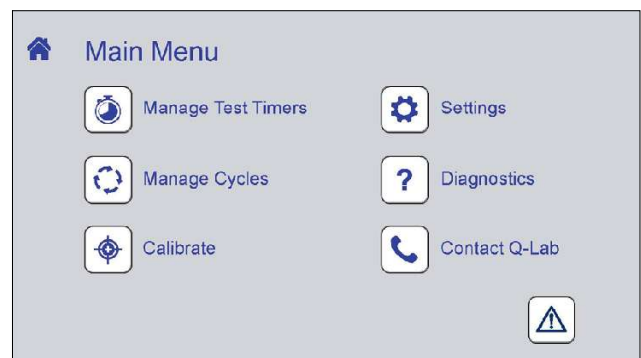 Main Menu
Manage Test Timers
Settings
Manage Cycles
?
Diagnostics
Calibrate
Contact Q-Lab